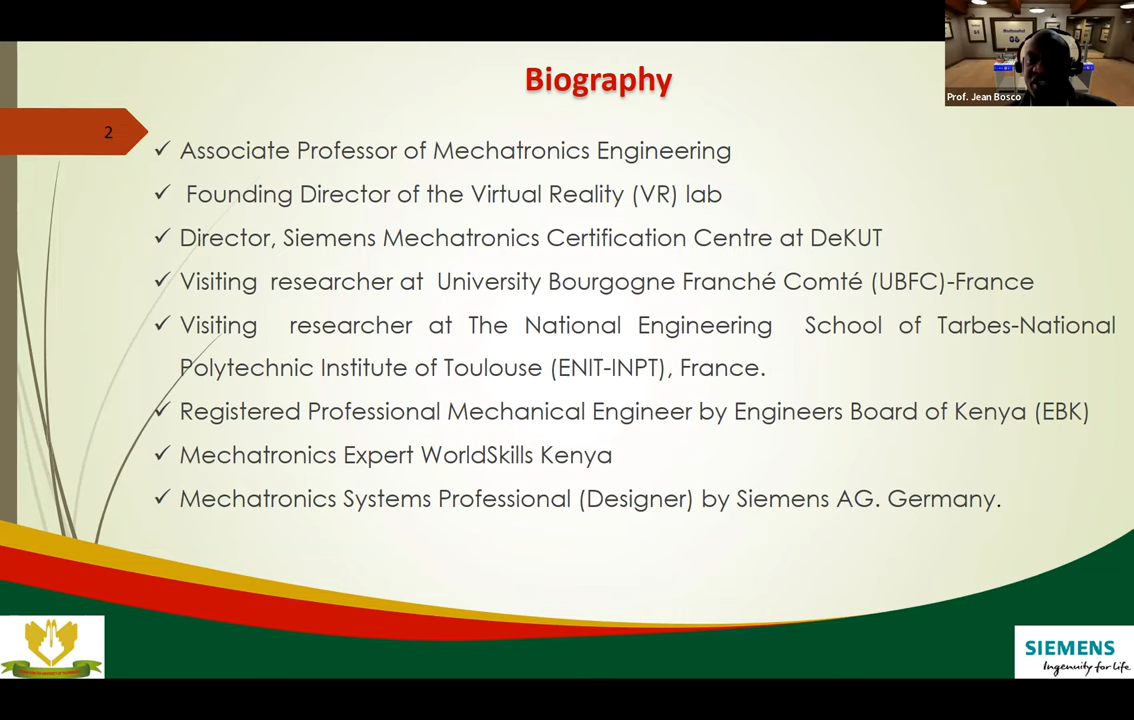 Biography
Prof. Jean Bosco
2
✓ Associate Professor of Mechatronics Engineering
✓ Founding Director of the Virtual Reality (VR) lab
✓ Director, Siemens Mechatronics Certification Centre at DeKUT
✓ Visiting researcher at University Bourgogne Franché Comté (UBFC)-France
✓ Visiting researcher at The National Engineering School of Tarbes-National
Polytechnic Institute of Toulouse (ENIT-INPT), France.
✓ Registered Professional Mechanical Engineer by Engineers Board of Kenya (EBK)
✓ Mechatronics Expert WorldSkills Kenya
✓ Mechatronics Systems Professional (Designer) by Siemens AG. Germany.
SIEMENS
Ingenuity for life